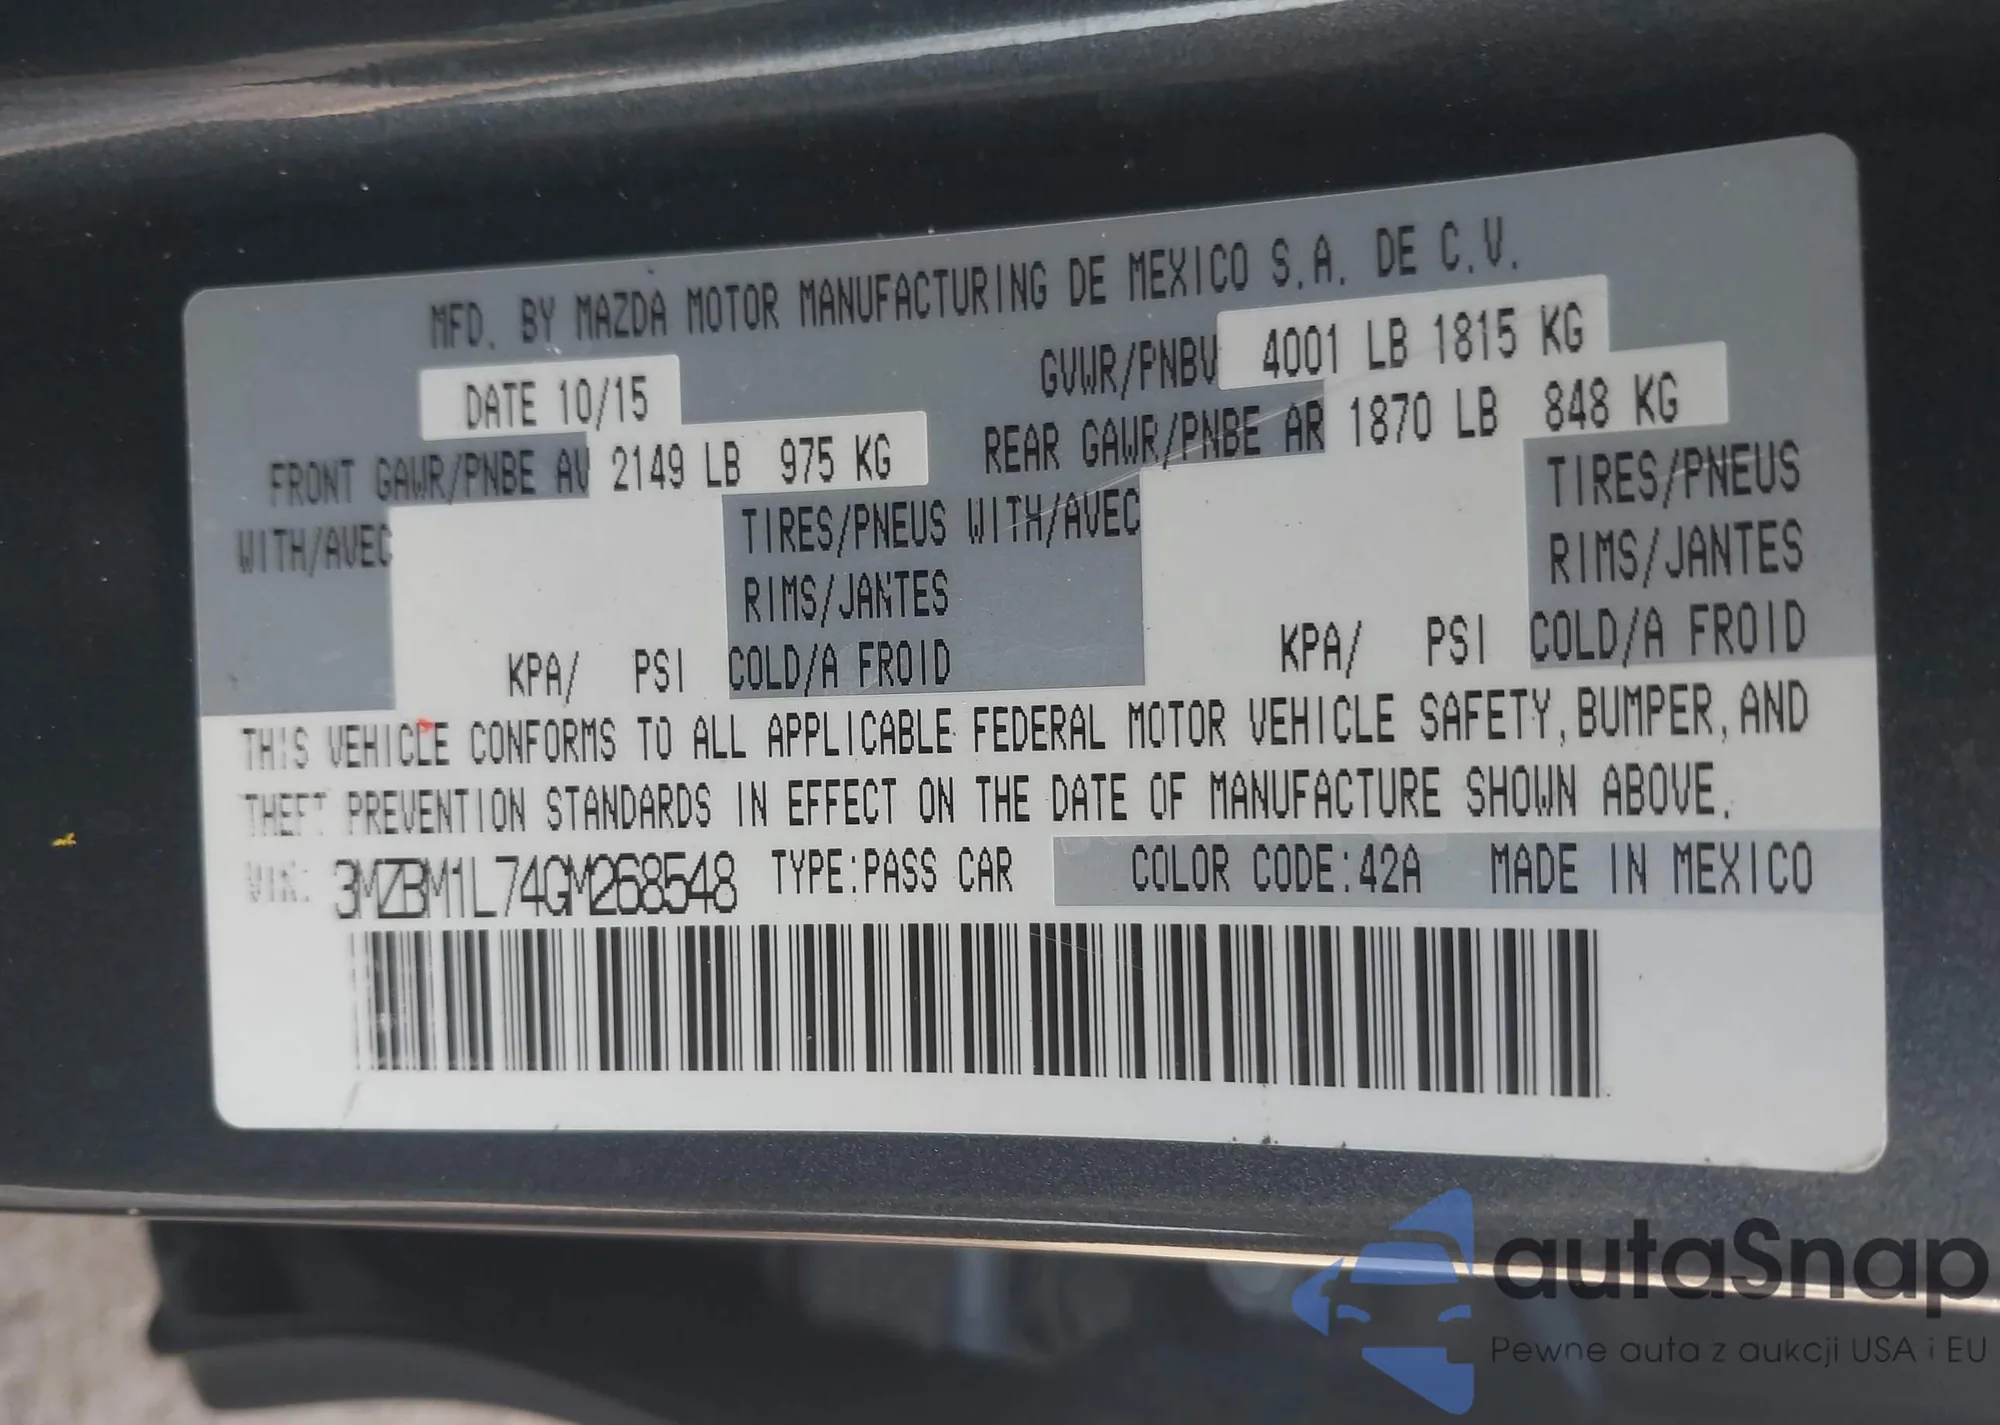 MFD. BY MAZDA MOTOR MANUFACTURING DE MEXICO S.A. DE C.V.
DATE 10/15
GVWR/PNBV 4001 LB 1815 KG
FRONT GAWR/PNBE AV 2149 LB 975 KG
REAR GAWR/PNBE AR 1870 LB 848 KG
WITH/AVEC TIRES/PNEUS WITH/AVEC TIRES/PNEUS
RIMS/JANTES RIMS/JANTES
KPA/ PSI COLD/A FROID KPA/ PSI COLD/A FROID
THIS VEHICLE CONFORMS TO ALL APPLICABLE FEDERAL MOTOR VEHICLE SAFETY, BUMPER, AND
THEFT PREVENTION STANDARDS IN EFFECT ON THE DATE OF MANUFACTURE SHOWN ABOVE.
VIN: 3MZBM1L74GM268548 TYPE:PASS CAR COLOR CODE:42A MADE IN MEXICO
autaSnap
Pewne auta z aukcji USA i EU